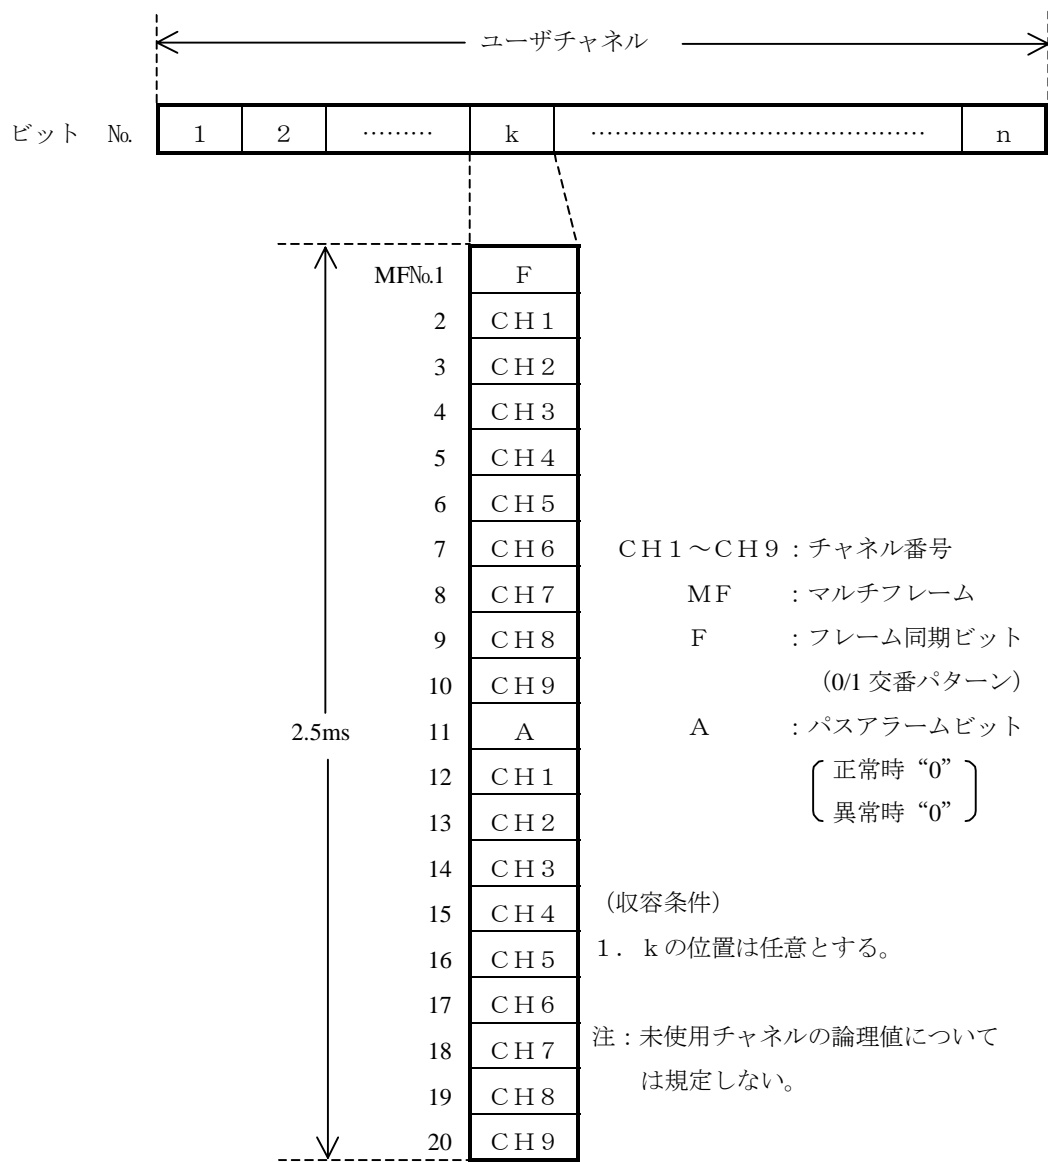 ユーザチャネル
ビット №. 1 2 ……… k …………………………………… n
MF№.1 F
2 CH1
3 CH2
4 CH3
5 CH4
6 CH5
7 CH6
8 CH7
9 CH8
10 CH9
2.5ms 11 A
12 CH1
13 CH2
14 CH3
15 CH4
16 CH5
17 CH6
18 CH7
19 CH8
20 CH9
CH1～CH9：チャネル番号
MF ：マルチフレーム
F ：フレーム同期ビット
（0/1 交番パターン）
A ：パスアラームビット
正常時“0”
異常時“0”
（収容条件）
１． kの位置は任意とする。
注：未使用チャネルの論理値について
は規定しない。